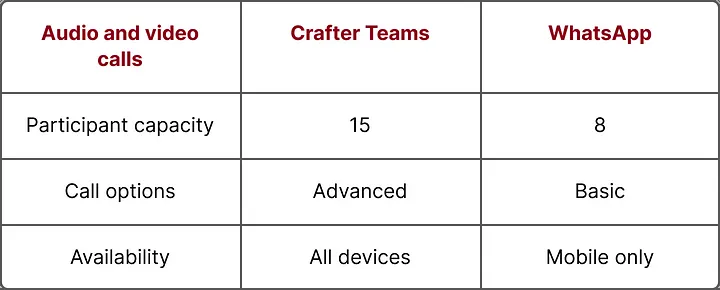 Audio and video
calls
Crafter Teams
WhatsApp
Participant capacity
15
8
Call options
Advanced
Basic
Availability
All devices
Mobile only